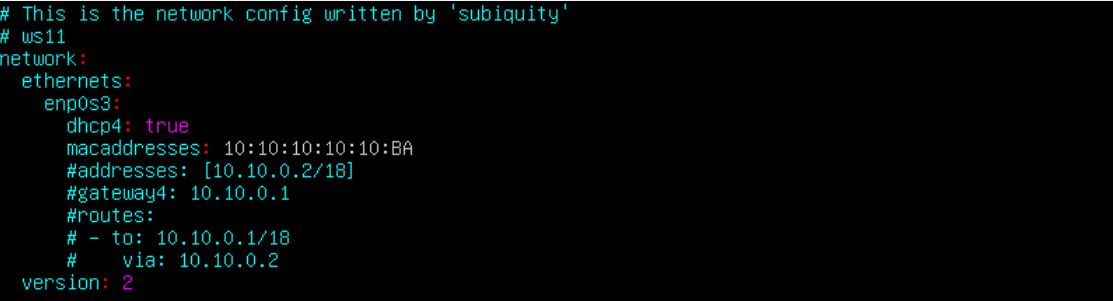 # This is the network config written by 'subiquity'
# ws11
network:
  ethernets:
    enp0s3:
      dhcp4: true
      macaddresses: 10:10:10:10:10:BA
      #addresses: [10.10.0.2/18]
      #gateway4: 10.10.0.1
      #routes:
      # - to: 10.10.0.1/18
      #    via: 10.10.0.2
  version: 2